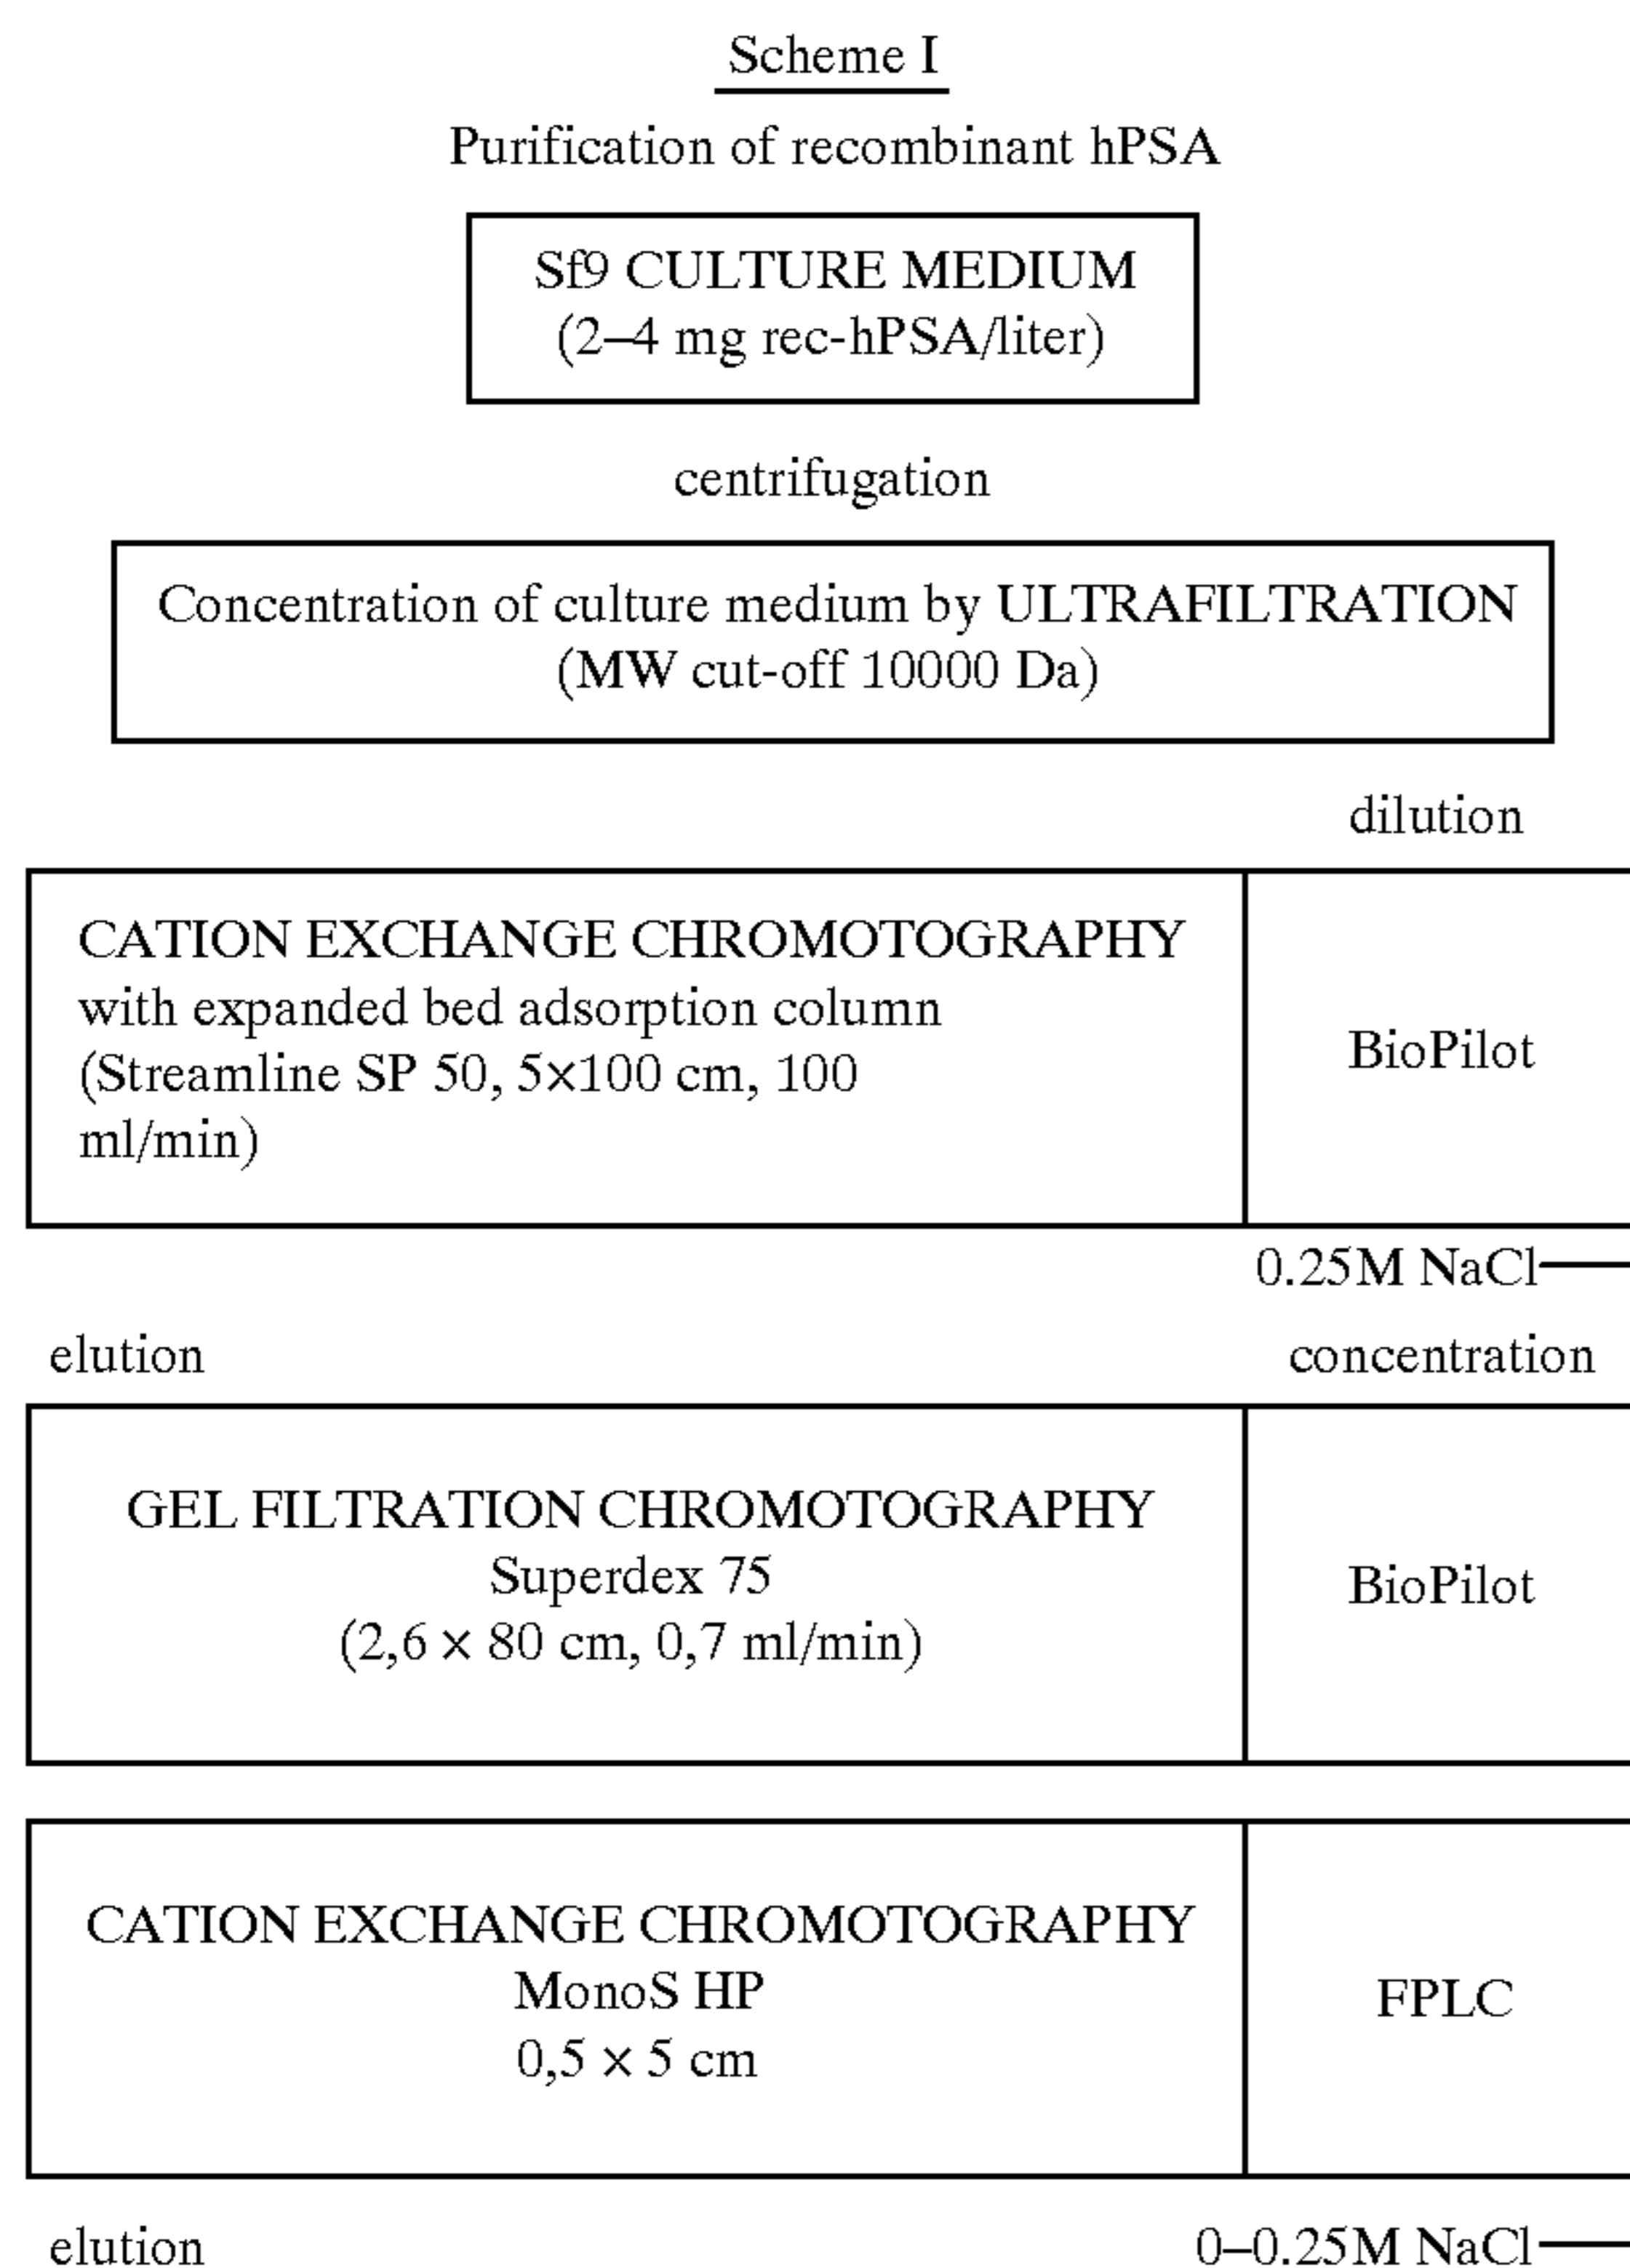 Scheme I
Purification of recombinant hPSA
Sf9 CULTURE MEDIUM
(2–4 mg rec-hPSA/liter)
centrifugation
Concentration of culture medium by ULTRAFILTRATION
(MW cut-off 10000 Da)
dilution
CATION EXCHANGE CHROMOTOGRAPHY
with expanded bed adsorption column
(Streamline SP 50, 5×100 cm, 100
ml/min)
BioPilot
0.25M NaCl
elution
concentration
GEL FILTRATION CHROMOTOGRAPHY
Superdex 75
(2,6 × 80 cm, 0,7 ml/min)
BioPilot
CATION EXCHANGE CHROMOTOGRAPHY
MonoS HP
0,5 × 5 cm
FPLC
elution
0–0.25M NaCl